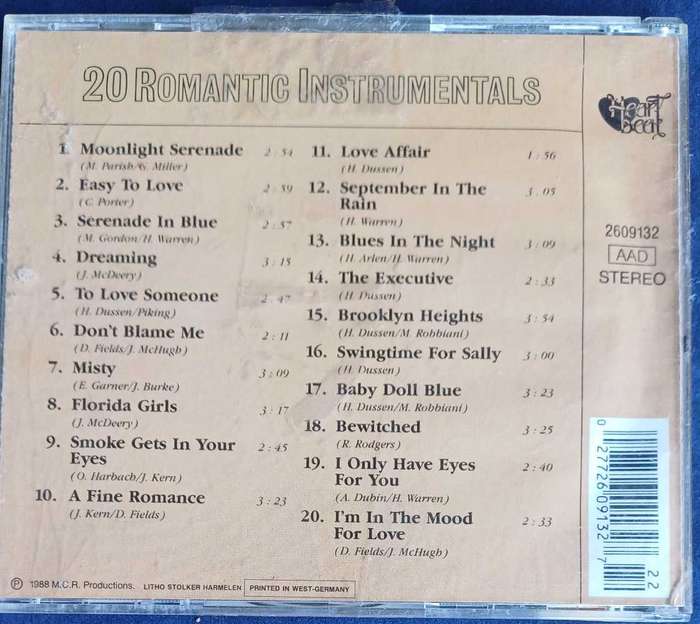 20 ROMANTIC INSTRUMENTALS
1. Moonlight Serenade 2:54
(M. Parish/G. Miller)
2. Easy To Love 2:59
(C. Porter)
3. Serenade In Blue 2:57
(M. Gordon/H. Warren)
4. Dreaming 3:15
(J. McDeery)
5. To Love Someone 2:47
(H. Dussen/Piking)
6. Don't Blame Me 2:11
(D. Fields/J. McHugh)
7. Misty 3:09
(E. Garner/J. Burke)
8. Florida Girls 3:17
(J. McDeery)
9. Smoke Gets In Your 2:45
Eyes
(O. Harbach/J. Kern)
10. A Fine Romance 3:23
(J. Kern/D. Fields)
11. Love Affair 1:56
(H. Dussen)
12. September In The 3.05
Rain
(H. Warren)
13. Blues In The Night 3:09
(H. Arlen/H. Warren)
14. The Executive 2:33
(H. Dussen)
15. Brooklyn Heights 3:54
(H. Dussen/M. Robbiani)
16. Swingtime For Sally 3:00
(H. Dussen)
17. Baby Doll Blue 3:23
(H. Dussen/M. Robbiani)
18. Bewitched 3:25
(R. Rodgers)
19. I Only Have Eyes 2:40
For You
(A. Dubin/H. Warren)
20. I'm In The Mood 2:33
For Love
(D. Fields/J. McHugh)
Heart
Beat
2609132
AAD
STEREO
0 27726 09132 7
22
Ⓟ 1988 M.C.R. Productions. LITHO STOLKER HARMELEN PRINTED IN WEST-GERMANY